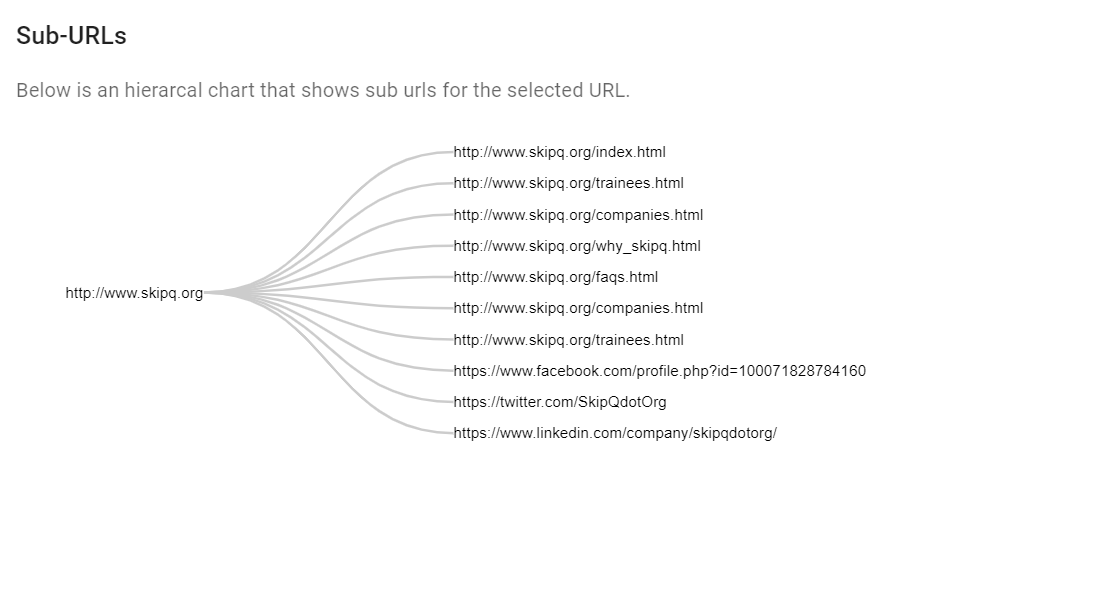 Sub-URLs
Below is an hierarcal chart that shows sub urls for the selected URL.
http://www.skipq.org
http://www.skipq.org/index.html
http://www.skipq.org/trainees.html
http://www.skipq.org/companies.html
http://www.skipq.org/why_skipq.html
http://www.skipq.org/faqs.html
http://www.skipq.org/companies.html
http://www.skipq.org/trainees.html
https://www.facebook.com/profile.php?id=100071828784160
https://twitter.com/SkipQdotOrg
https://www.linkedin.com/company/skipqdotorg/